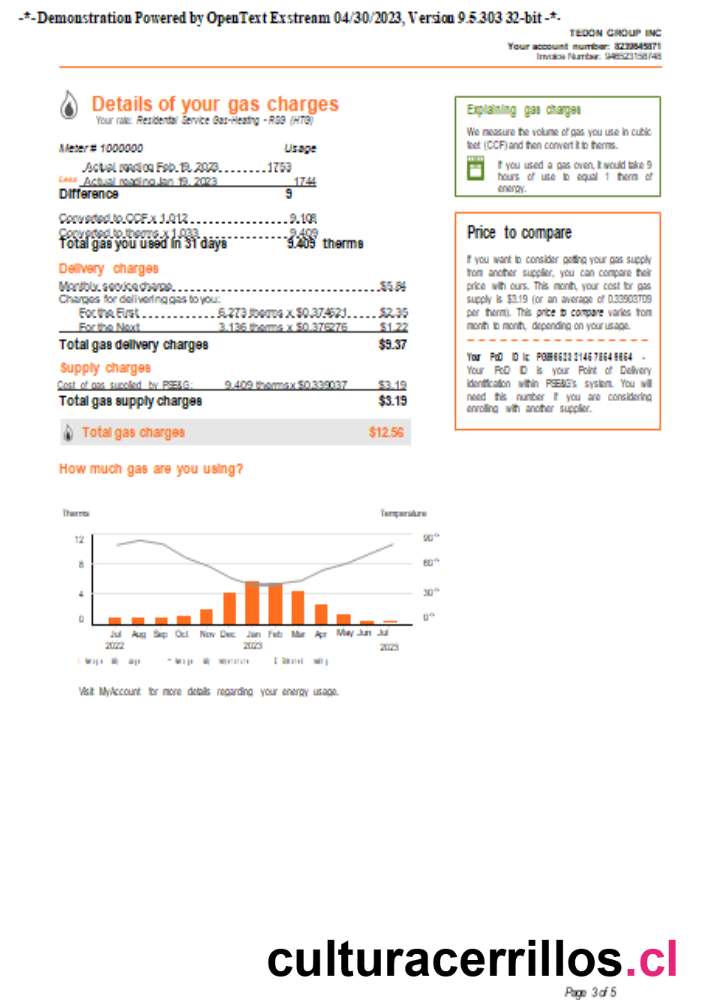 -*- Demonstration Powered by OpenText Exstream 04/30/2023, Version 9.5.303 32-bit -*-
TEDON GROUP INC
Your account number: 8239645871
Invoice Number: 946523158748
Details of your gas charges
Your rate: Residential Service Gas-Heating - RSG (HTG)
Meter # 1000000 Usage
Actual reading Feb 19, 2023 1753
Less Actual reading Jan 19, 2023 1744
Difference 9
Converted to CCF x 1.012 9.108
Converted to therms x 1.033 9.409
Total gas you used in 31 days 9.409 therms
Delivery charges
Monthly service charge $5.84
Charges for delivering gas to you:
For the First 6.273 therms x $0.374621 $2.35
For the Next 3.136 therms x $0.376276 $1.22
Total gas delivery charges $9.37
Supply charges
Cost of gas supplied by PSE&G: 9.409 therms x $0.339037 $3.19
Total gas supply charges $3.19
Total gas charges $12.56
How much gas are you using?
Therms Temperature
12 90°
8 60°
4 30°
0 0°
Jul Aug Sep Oct Nov Dec Jan Feb Mar Apr May Jun Jul
2022 2023 2023
Visit MyAccount for more details regarding your energy usage.
Explaining gas charges
We measure the volume of gas you use in cubic
feet (CCF) and then convert it to therms.
If you used a gas oven, it would take 9
hours of use to equal 1 therm of
energy.
Price to compare
If you want to consider getting your gas supply
from another supplier, you can compare their
price with ours. This month, your cost for gas
supply is $3.19 (or an average of 0.33903709
per therm). This price to compare varies from
month to month, depending on your usage.
Your PoD ID is: -
Your PoD ID is your Point of Delivery
identification within PSE&G's system. You will
need this number if you are considering
enrolling with another supplier.
culturacerrillos.cl
Page 3 of 5